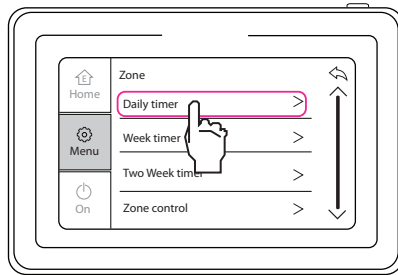 Zone
E
Home
Daily timer
Menu
Week timer
Two Week timer
On
Zone control